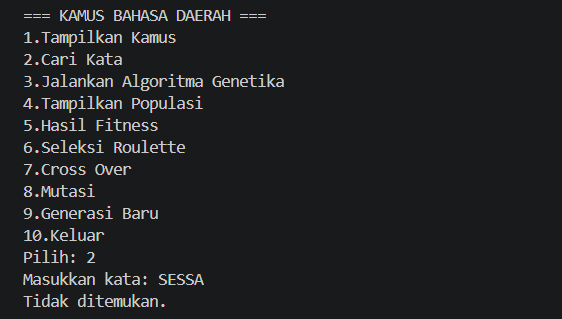 === KAMUS BAHASA DAERAH ===
1.Tampilkan Kamus
2.Cari Kata
3.Jalankan Algoritma Genetika
4.Tampilkan Populasi
5.Hasil Fitness
6.Seleksi Roulette
7.Cross Over
8.Mutasi
9.Generasi Baru
10.Keluar
Pilih: 2
Masukkan kata: SESSA
Tidak ditemukan.